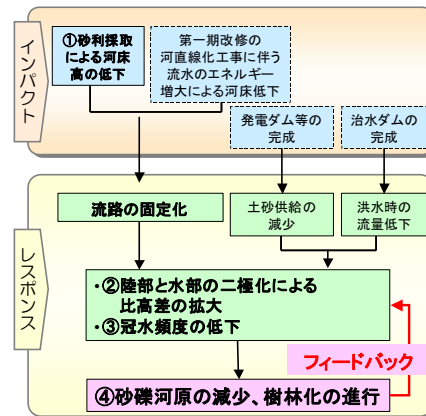 インパクト
①砂利採取
による河床
高の低下
第一期改修の
河直線化工事に伴う
流水のエネルギー
増大による河床低下
発電ダム等の
完成
治水ダムの
完成
レスポンス
流路の固定化
土砂供給の
減少
洪水時の
流量低下
・②陸部と水部の二極化による
比高差の拡大
・③冠水頻度の低下
フィードバック
④砂礫河原の減少、樹林化の進行